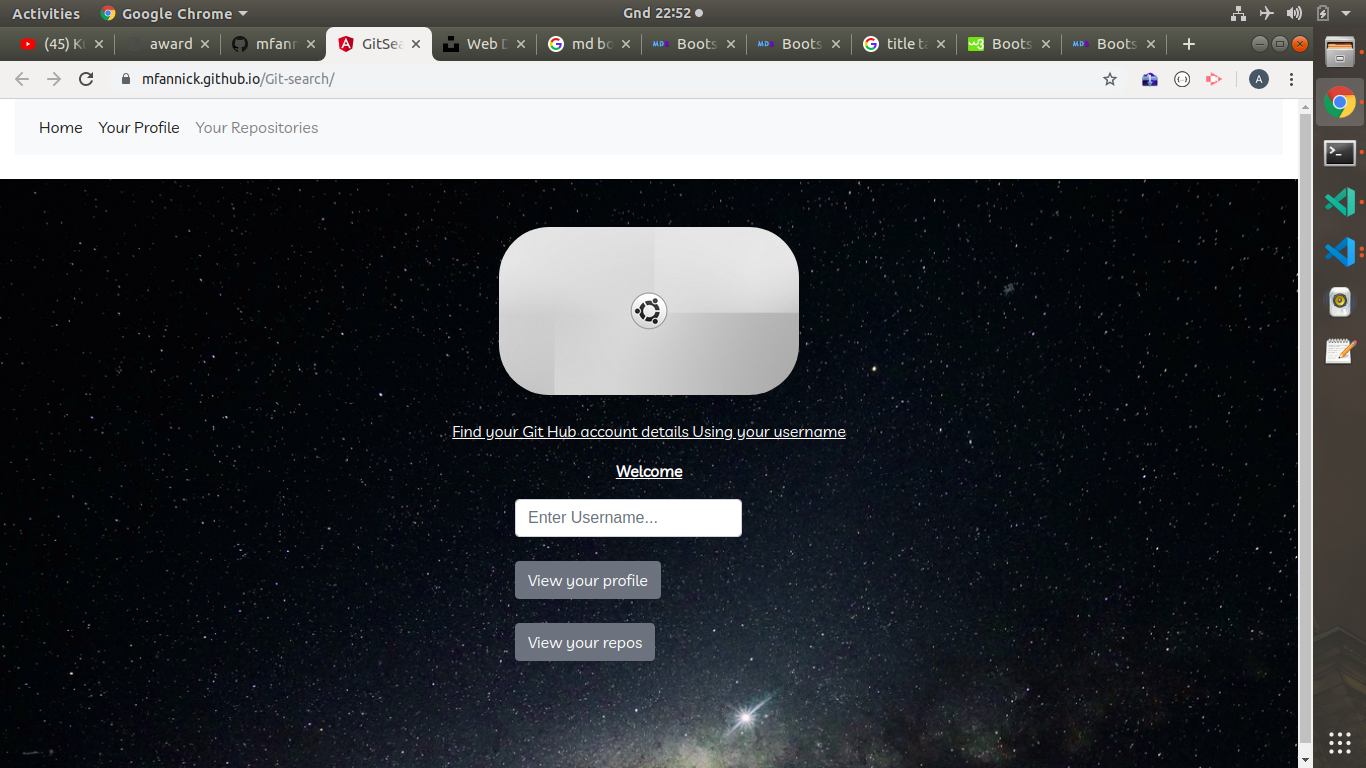 Activities Google Chrome Gnd 22:52
(45) K award mfann GitSea Web D md bo Boots Boots title ta Boots Boots
mfannick.github.io/Git-search/ A
Home Your Profile Your Repositories
Find your Git Hub account details Using your username
Welcome
Enter Username...
View your profile
View your repos